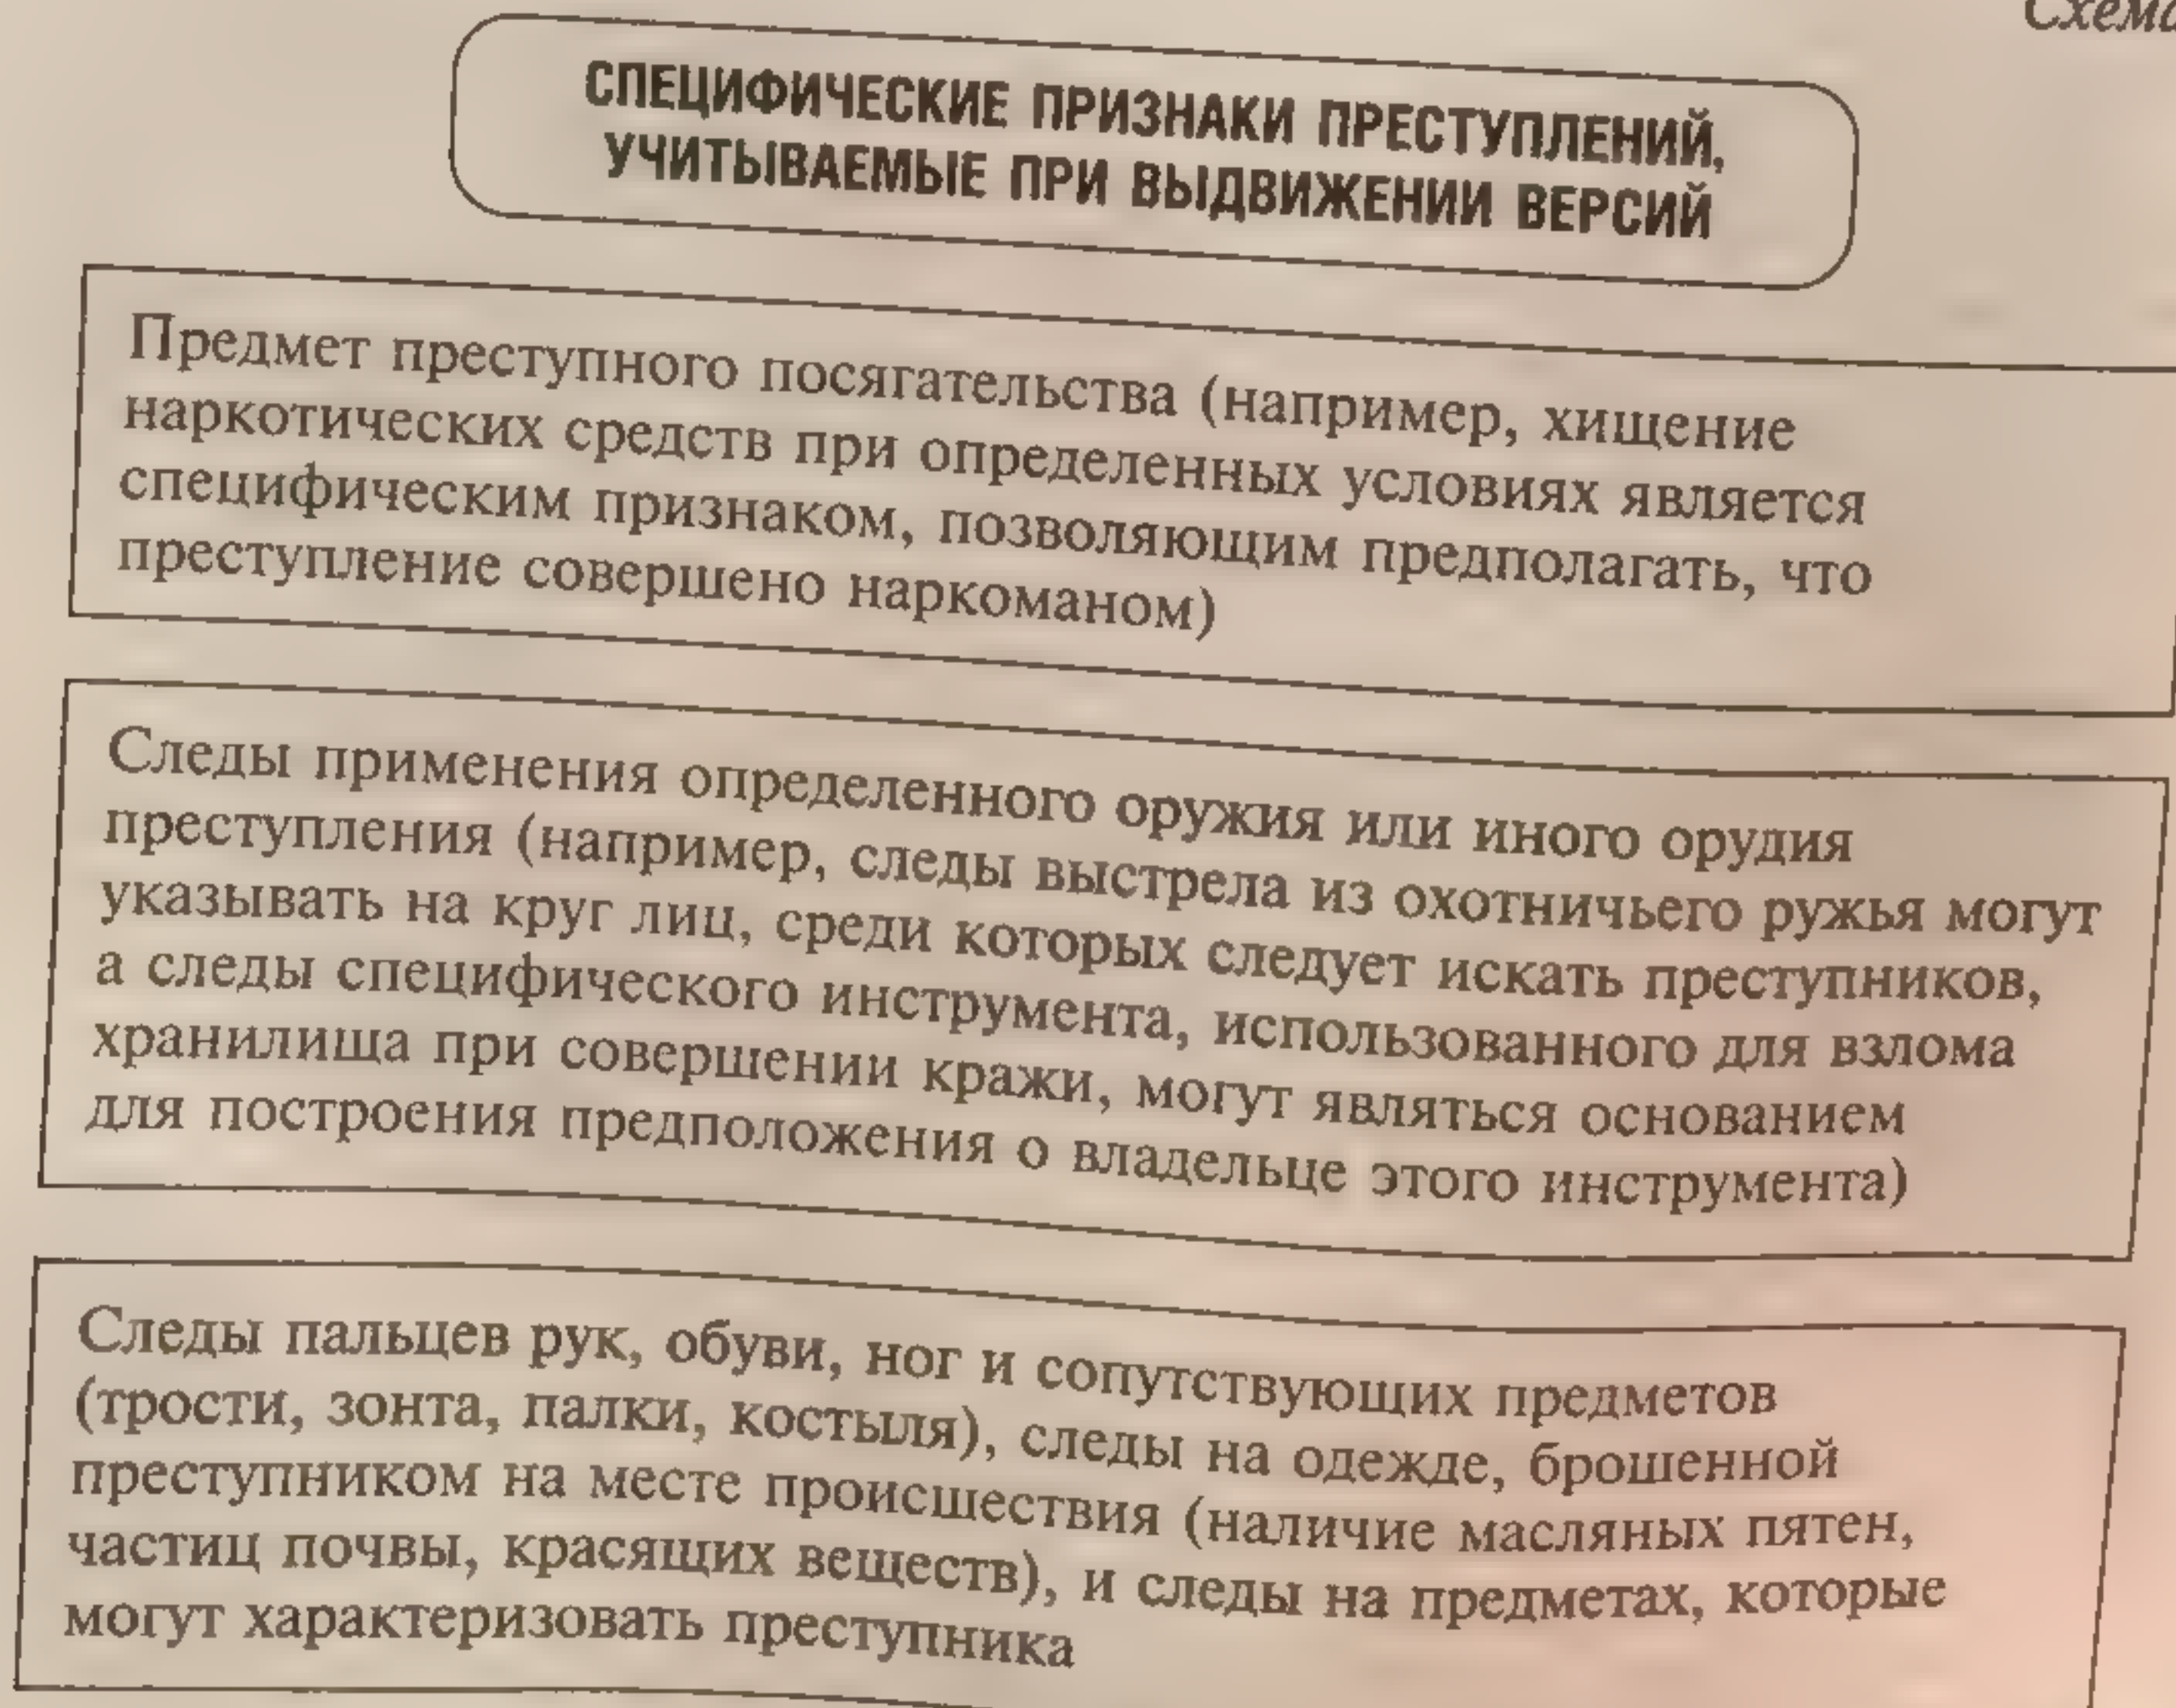 Схема
СПЕЦИФИЧЕСКИЕ ПРИЗНАКИ ПРЕСТУПЛЕНИЙ,
УЧИТЫВАЕМЫЕ ПРИ ВЫДВИЖЕНИИ ВЕРСИЙ
Предмет преступного посягательства (например, хищение
наркотических средств при определенных условиях является
специфическим признаком, позволяющим предполагать, что
преступление совершено наркоманом)
Следы применения определенного оружия или иного орудия
преступления (например, следы выстрела из охотничьего ружья могут
указывать на круг лиц, среди которых следует искать преступников,
а следы специфического инструмента, использованного для взлома
хранилища при совершении кражи, могут являться основанием
для построения предположения о владельце этого инструмента)
Следы пальцев рук, обуви, ног и сопутствующих предметов
(трости, зонта, палки, костыля), следы на одежде, брошенной
преступником на месте происшествия (наличие масляных пятен,
частиц почвы, красящих веществ), и следы на предметах, которые
могут характеризовать преступника